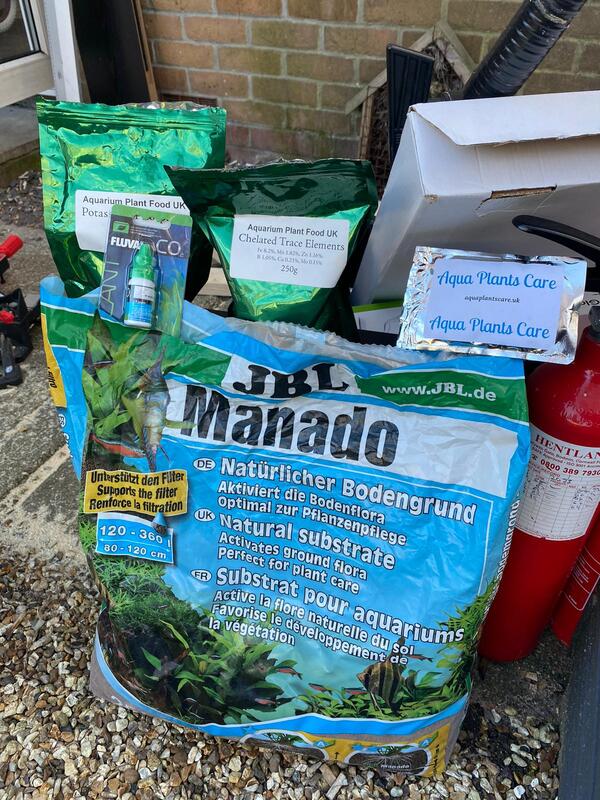 Aquarium Plant Food UK
Aquarium Plant Food UK
Chelared Trace Elements
250g
FLUVAL
CO
Aqua Plants Care
aquaplantscare.uk
Aqua Plants Care
JBL
www.JBL.de
Manado
DE Natürlicher Bodengrund
Aktiviert die Bodenflora
Optimal zur Pflanzenpflege
UK Natural substrate
Activates ground flora
Perfect for plant care
FR Substrat pour aquariums
Active la flore naturelle du sol
Favorise le développement de
la végétation
Unterstützt den Filter
Supports the filter
Renforce la filtration
120 - 360 l
80 - 120 cm
HENTLAN
0800 389 7930